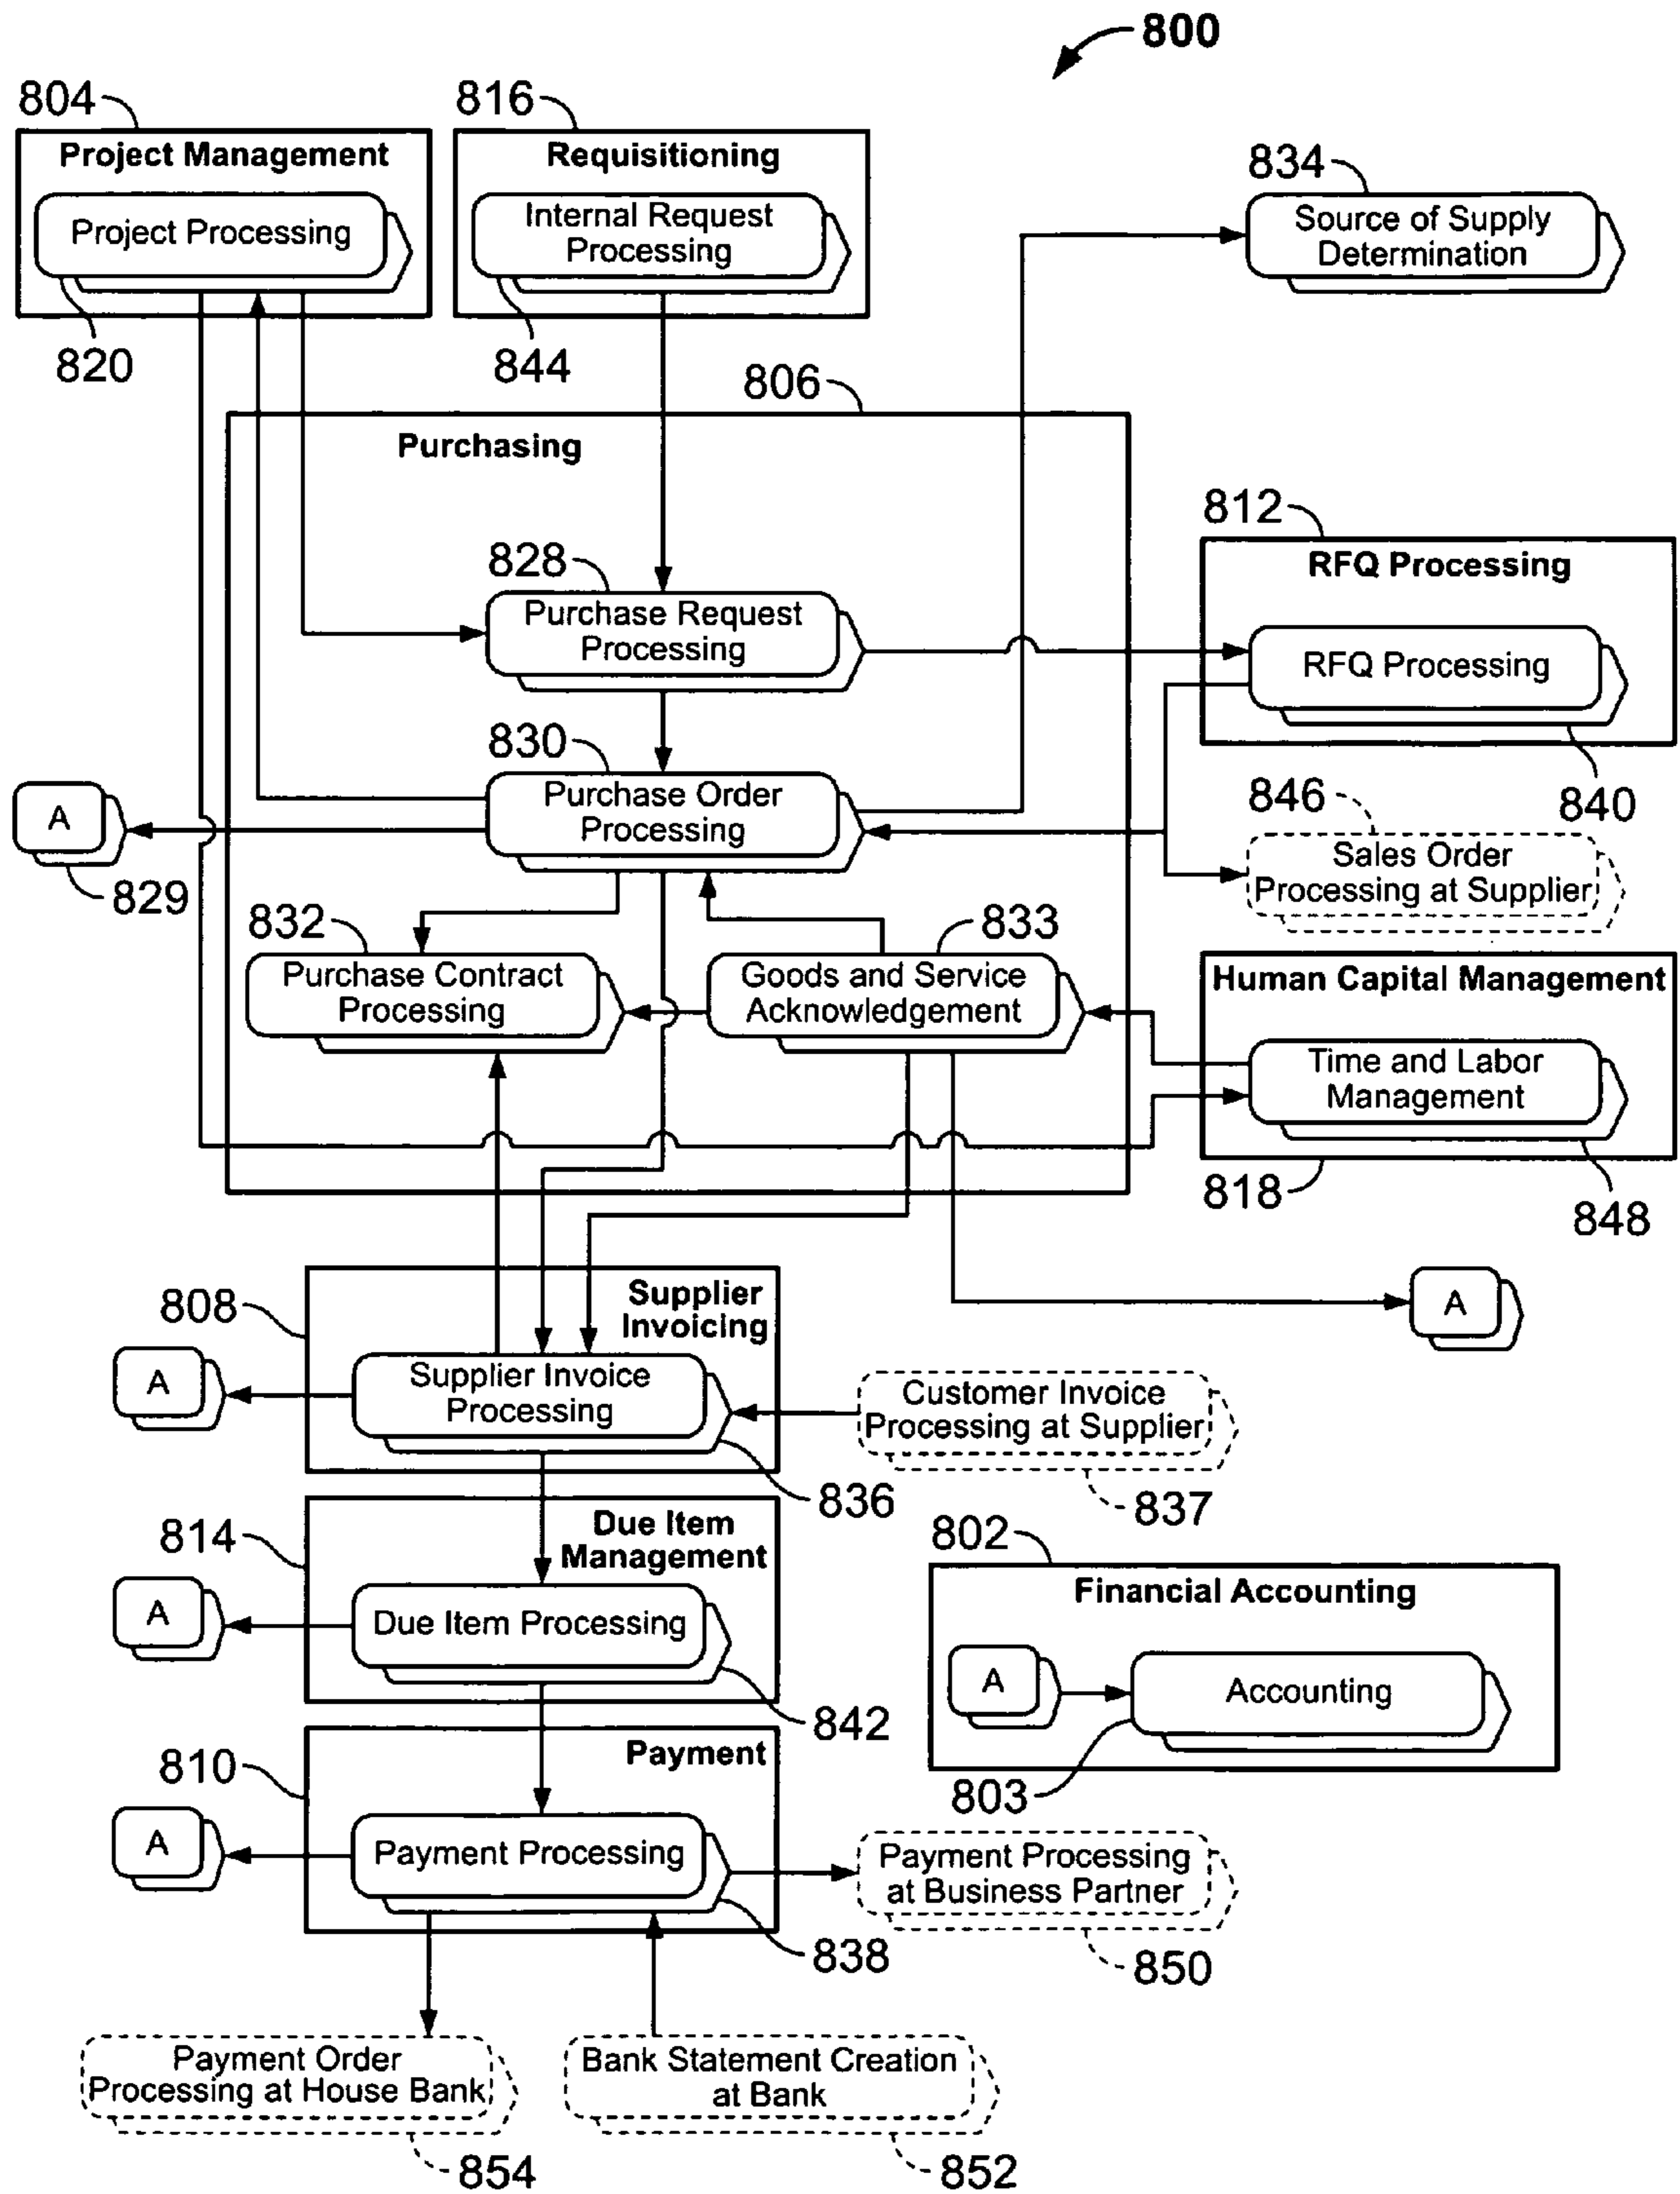 800
804
816
Project Management
Requisitioning
834
Project Processing
Internal Request
Processing
Source of Supply
Determination
820
844
806
Purchasing
812
RFQ Processing
828
Purchase Request
Processing
RFQ Processing
830
Purchase Order
Processing
846
840
A
829
Sales Order
Processing at Supplier
832
833
Purchase Contract
Processing
Goods and Service
Acknowledgement
Human Capital Management
Time and Labor
Management
818
848
Supplier
Invoicing
808
A
A
Supplier Invoice
Processing
Customer Invoice
Processing at Supplier
836
837
814
Due Item
Management
802
Financial Accounting
A
Due Item Processing
A
Accounting
842
810
Payment
803
A
Payment Processing
Payment Processing
at Business Partner
838
850
Payment Order
Processing at House Bank
Bank Statement Creation
at Bank
854
852